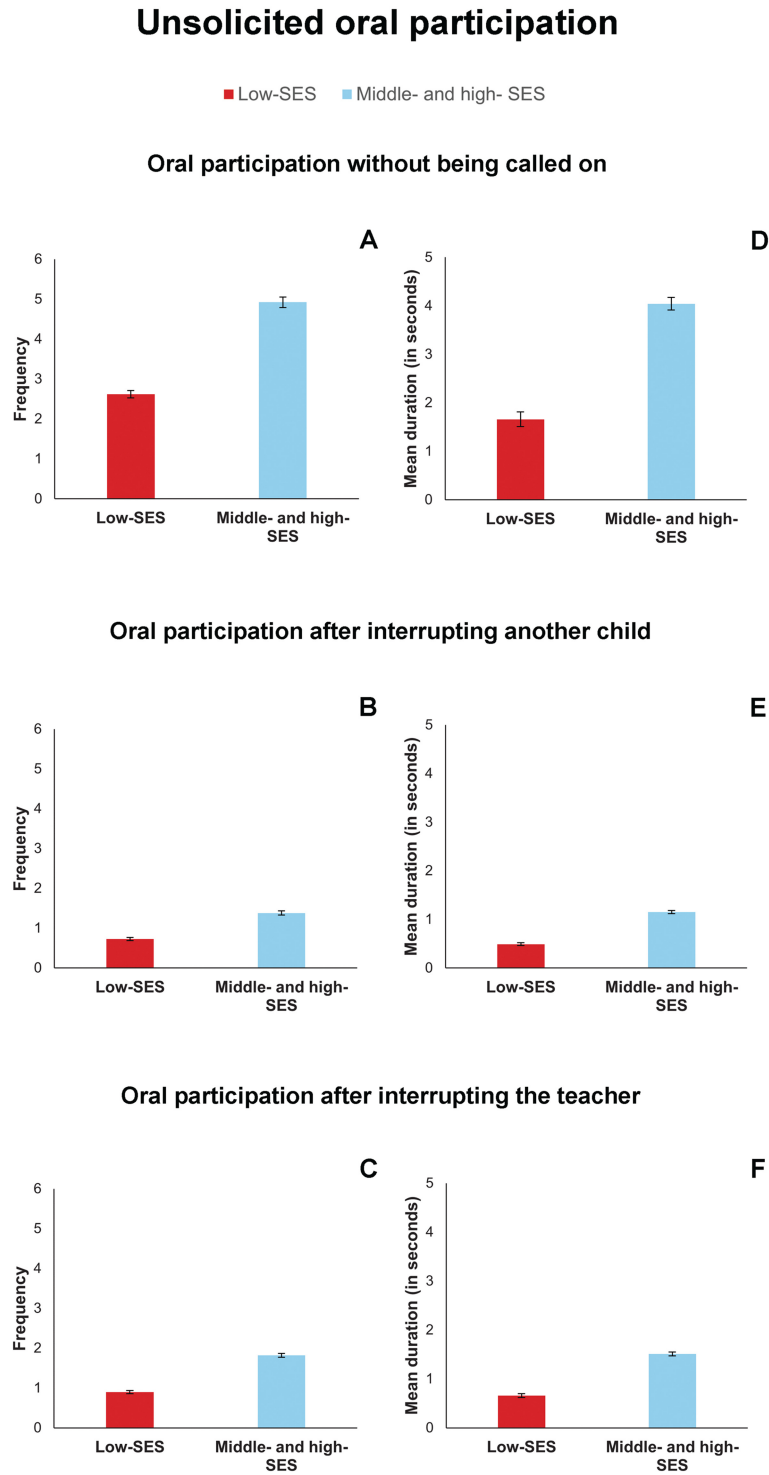 Unsolicited oral participation
Low-SES Middle- and high- SES
Oral participation without being called on
A
Frequency
6
5
4
3
2
1
0
Low-SES Middle- and high-
SES
D
Mean duration (in seconds)
5
4
3
2
1
0
Low-SES Middle- and high-
SES
Oral participation after interrupting another child
B
Frequency
6
5
4
3
2
1
0
Low-SES Middle- and high-
SES
E
Mean duration (in seconds)
5
4
3
2
1
0
Low-SES Middle- and high-
SES
Oral participation after interrupting the teacher
C
Frequency
6
5
4
3
2
1
0
Low-SES Middle- and high-
SES
F
Mean duration (in seconds)
5
4
3
2
1
0
Low-SES Middle- and high-
SES